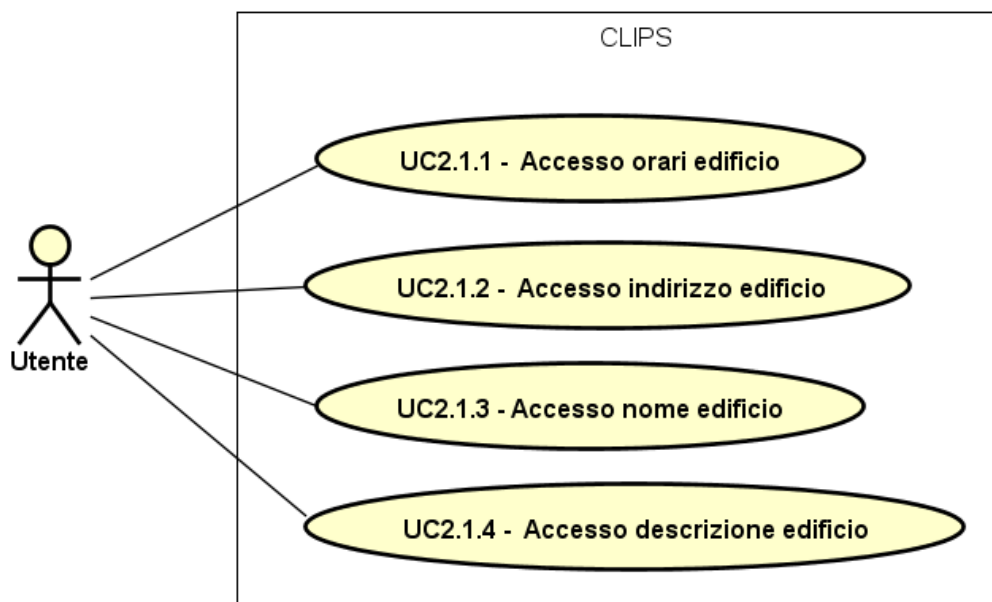 CLIPS
UC2.1.1 - Accesso orari edificio
UC2.1.2 - Accesso indirizzo edificio
Utente
UC2.1.3 - Accesso nome edificio
UC2.1.4 - Accesso descrizione edificio